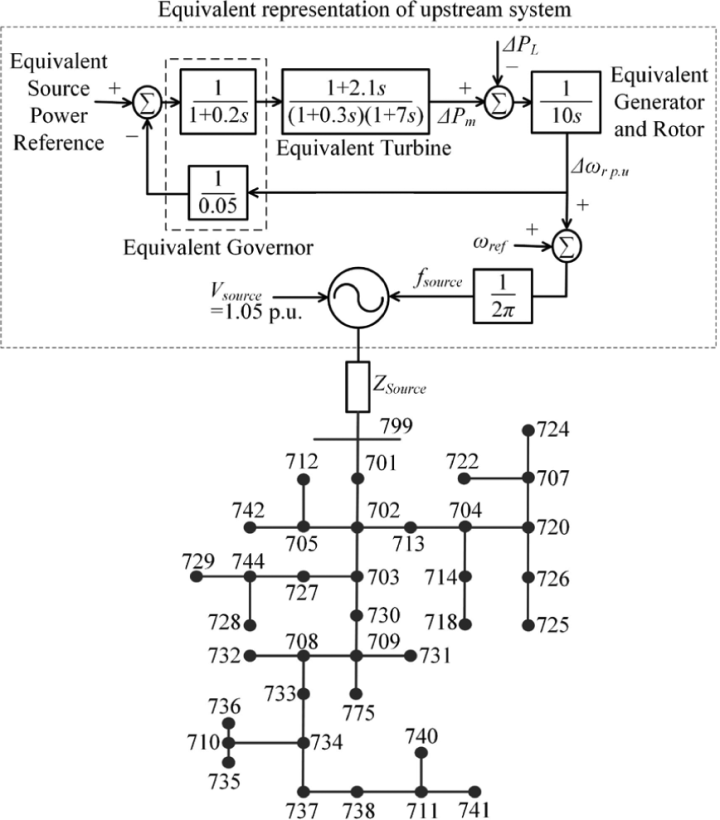 Equivalent representation of upstream system
Equivalent
Source
Power
Reference
+
−
Σ
1
1+0.2s
1+2.1s
(1+0.3s)(1+7s)
Equivalent Turbine
+
ΔPm
ΔPL
−
Σ
1
10s
Equivalent
Generator
and Rotor
Δωr p.u
1
0.05
Equivalent Governor
+
ωref
+
Σ
fsource
1
2π
Vsource
=1.05 p.u.
ZSource
799
724
712
701
722
707
742
702
704
720
705
713
729
744
703
714
726
727
730
728
718
725
708
709
732
731
733
775
736
710
734
740
735
737
738
711
741